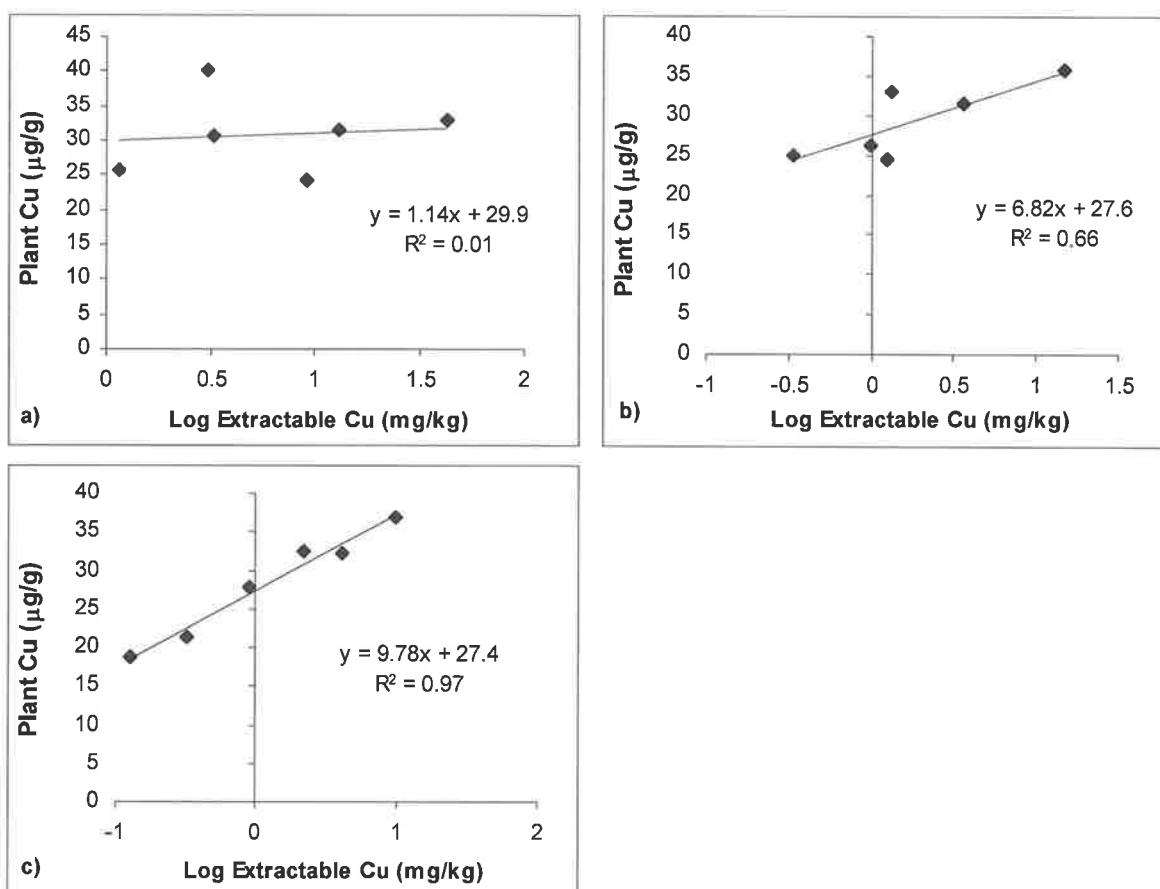 45
40
35
30
25
20
15
10
5
0
Plant Cu (μg/g)
y = 1.14x + 29.9
R² = 0.01
0 0.5 1 1.5 2
a) Log Extractable Cu (mg/kg)
40
35
30
25
20
15
10
5
0
Plant Cu (μg/g)
y = 6.82x + 27.6
R² = 0.66
-1 -0.5 0 0.5 1 1.5
b) Log Extractable Cu (mg/kg)
40
35
30
25
20
15
10
5
0
Plant Cu (μg/g)
y = 9.78x + 27.4
R² = 0.97
-1 0 1 2
c) Log Extractable Cu (mg/kg)